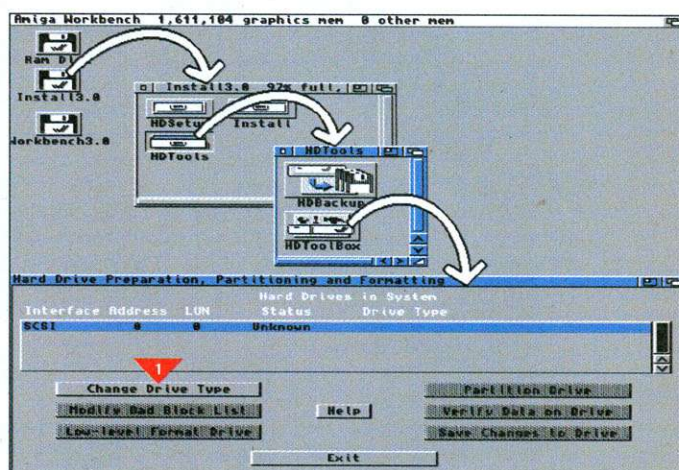 Amiga Workbench 1,611,104 graphics mem 0 other mem
Ram Di
Install3.0
Workbench3.0
Install3.0 97% full,
HDSetu Install
HDTools
HDTools
HDBackup
HDToolBox
Hard Drive Preparation, Partitioning and Formatting
Hard Drives in System
Interface Address LUN Status Drive Type
SCSI 0 0 Unknown
1
Change Drive Type
Partition Drive
Modify Bad Block List
Help
Verify Data on Drive
Low-level Format Drive
Save Changes to Drive
Exit